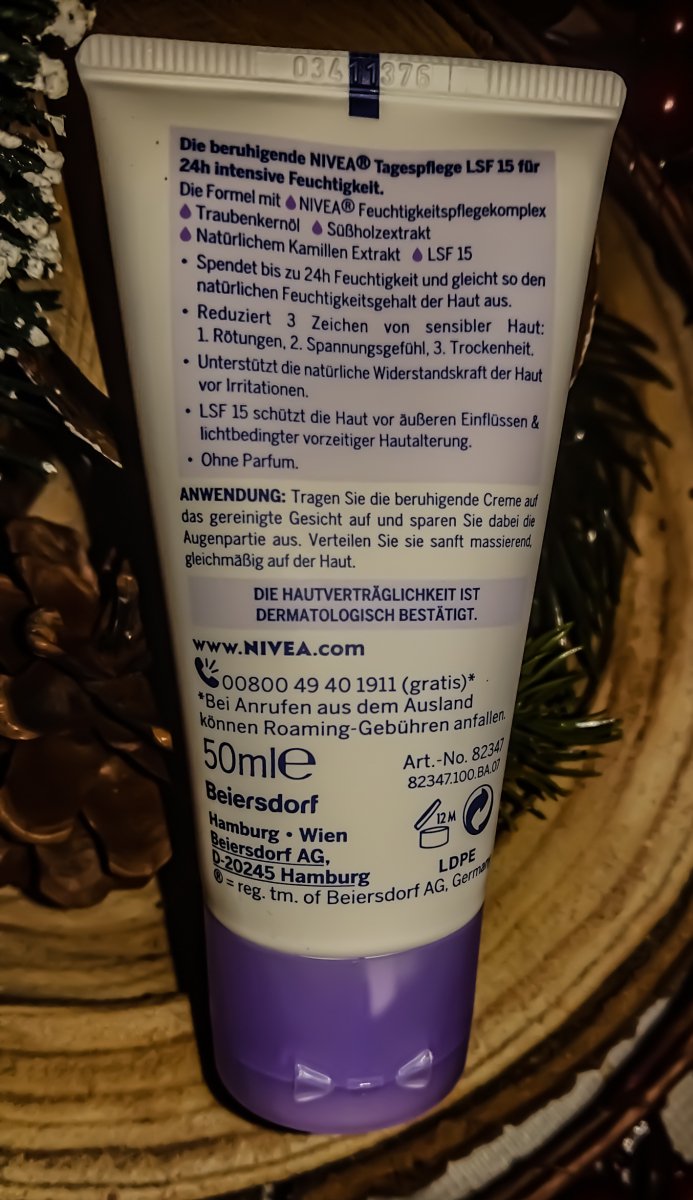 03411376
Die beruhigende NIVEA® Tagespflege LSF 15 für
24h intensive Feuchtigkeit.
Die Formel mit NIVEA® Feuchtigkeitspflegekomplex
Traubenkernöl Süßholzextrakt
Natürlichem Kamillen Extrakt LSF 15
• Spendet bis zu 24h Feuchtigkeit und gleicht so den
natürlichen Feuchtigkeitsgehalt der Haut aus.
• Reduziert 3 Zeichen von sensibler Haut:
1. Rötungen, 2. Spannungsgefühl, 3. Trockenheit.
• Unterstützt die natürliche Widerstandskraft der Haut
vor Irritationen.
• LSF 15 schützt die Haut vor äußeren Einflüssen &
lichtbedingter vorzeitiger Hautalterung.
• Ohne Parfum.
ANWENDUNG: Tragen Sie die beruhigende Creme auf
das gereinigte Gesicht auf und sparen Sie dabei die
Augenpartie aus. Verteilen Sie sie sanft massierend,
gleichmäßig auf der Haut.
DIE HAUTVERTRÄGLICHKEIT IST
DERMATOLOGISCH BESTÄTIGT.
www.NIVEA.com
00800 49 40 1911 (gratis)*
*Bei Anrufen aus dem Ausland
können Roaming-Gebühren anfallen.
50ml℮
Art.-No. 82347
82347.100.BA.07
Beiersdorf
12M
Hamburg • Wien
Beiersdorf AG,
D-20245 Hamburg
LDPE
® = reg. tm. of Beiersdorf AG, Germany